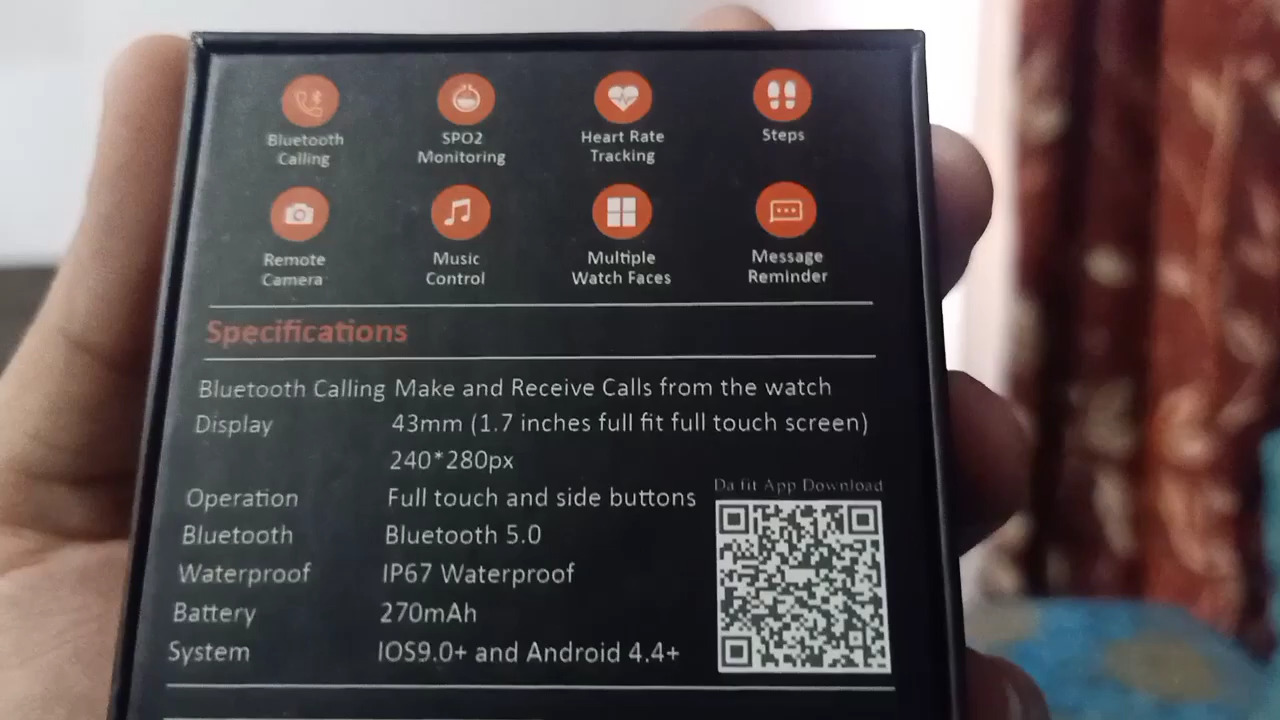 Bluetooth Calling
SPO2 Monitoring
Heart Rate Tracking
Steps
Remote Camera
Music Control
Multiple Watch Faces
Message Reminder
Specifications
Bluetooth Calling Make and Receive Calls from the watch
Display 43mm (1.7 inches full fit full touch screen)
240*280px
Da fit App Download
Operation Full touch and side buttons
Bluetooth Bluetooth 5.0
Waterproof IP67 Waterproof
Battery 270mAh
System IOS9.0+ and Android 4.4+